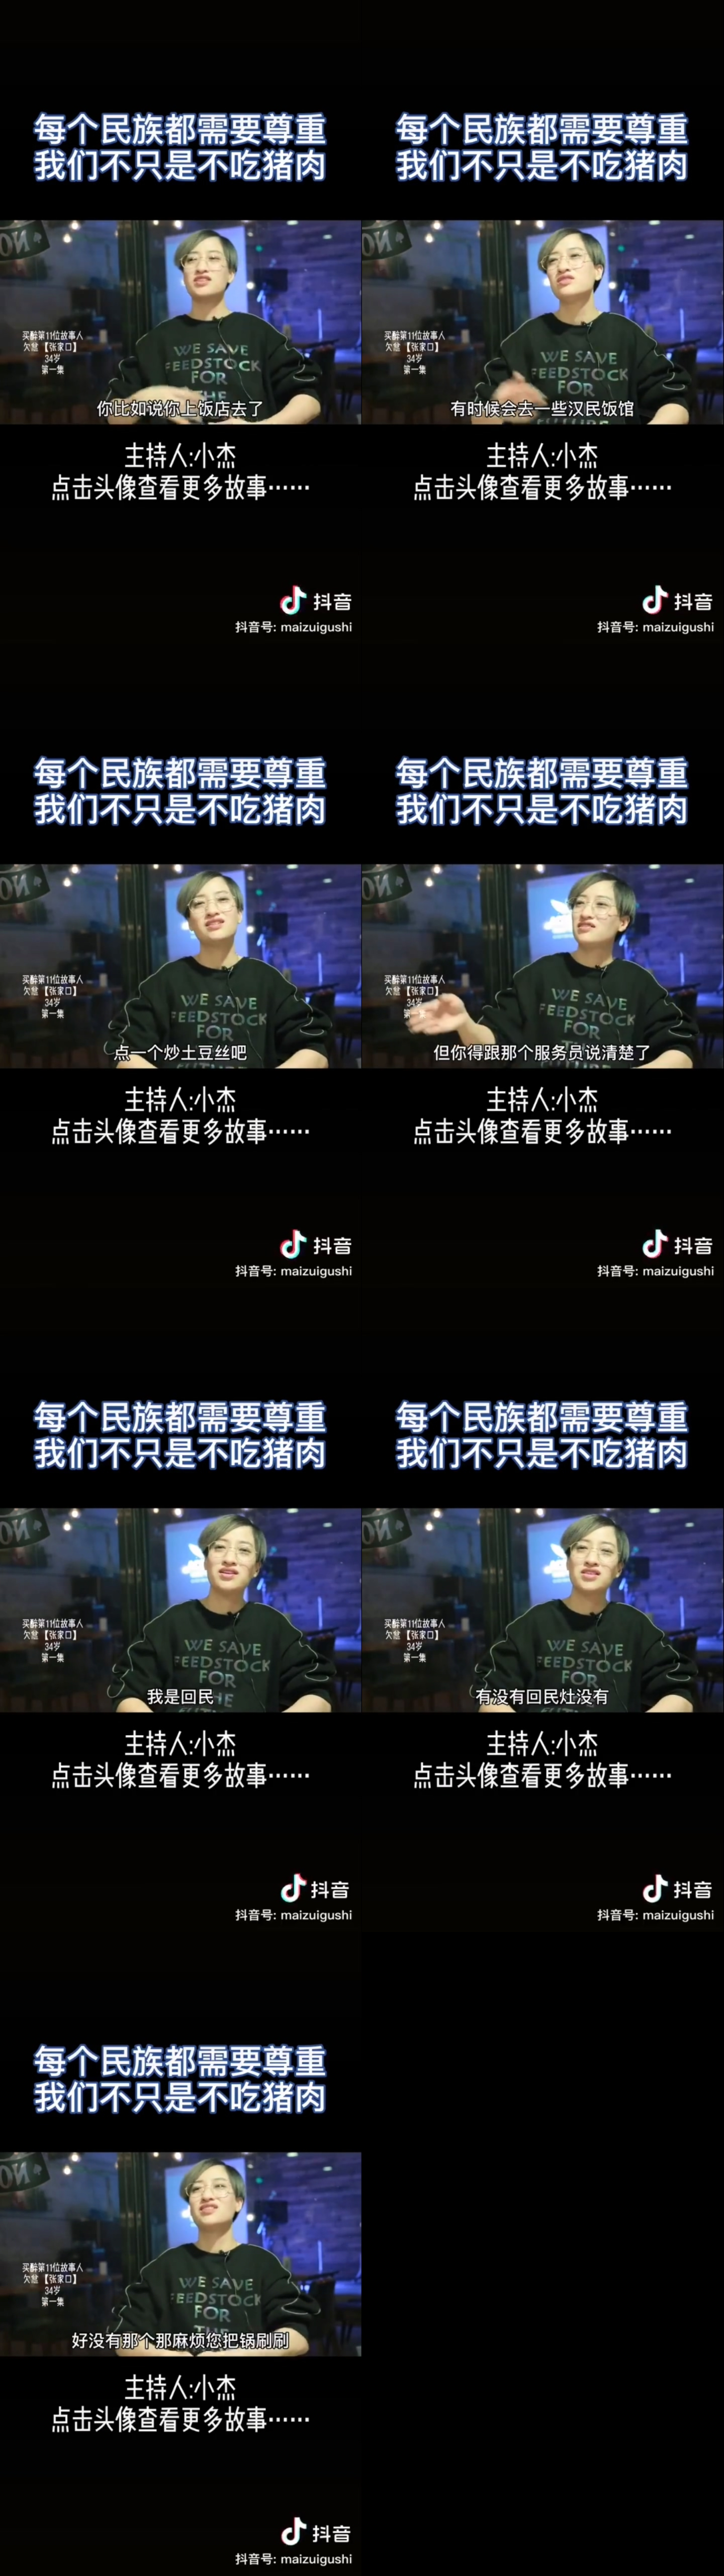 每个民族都需要尊重
我们不只是不吃猪肉
买醉第11位故事人
【张家口】
34岁
第一集
WE SAVE
FEEDSTOCK
FOR
你比如说你上饭店去了
主持人:小杰
点击头像查看更多故事……
抖音
抖音号: maizuigushi
每个民族都需要尊重
我们不只是不吃猪肉
买醉第11位故事人
【张家口】
34岁
第一集
WE SAVE
FEEDSTOCK
FOR
有时候会去一些汉民饭馆
主持人:小杰
点击头像查看更多故事……
抖音
抖音号: maizuigushi
每个民族都需要尊重
我们不只是不吃猪肉
买醉第11位故事人
【张家口】
34岁
第一集
WE SAVE
FEEDSTOCK
FOR
点一个炒土豆丝吧
主持人:小杰
点击头像查看更多故事……
抖音
抖音号: maizuigushi
每个民族都需要尊重
我们不只是不吃猪肉
买醉第11位故事人
【张家口】
34岁
第一集
WE SAVE
FEEDSTOCK
FOR
但你得跟那个服务员说清楚了
主持人:小杰
点击头像查看更多故事……
抖音
抖音号: maizuigushi
每个民族都需要尊重
我们不只是不吃猪肉
买醉第11位故事人
【张家口】
34岁
第一集
WE SAVE
FEEDSTOCK
FOR
我是回民
主持人:小杰
点击头像查看更多故事……
抖音
抖音号: maizuigushi
每个民族都需要尊重
我们不只是不吃猪肉
买醉第11位故事人
【张家口】
34岁
第一集
WE SAVE
FEEDSTOCK
FOR
有没有回民灶没有
主持人:小杰
点击头像查看更多故事……
抖音
抖音号: maizuigushi
每个民族都需要尊重
我们不只是不吃猪肉
买醉第11位故事人
【张家口】
34岁
第一集
WE SAVE
FEEDSTOCK
FOR
好没有那个那麻烦您把锅刷刷
主持人:小杰
点击头像查看更多故事……
抖音
抖音号: maizuigushi